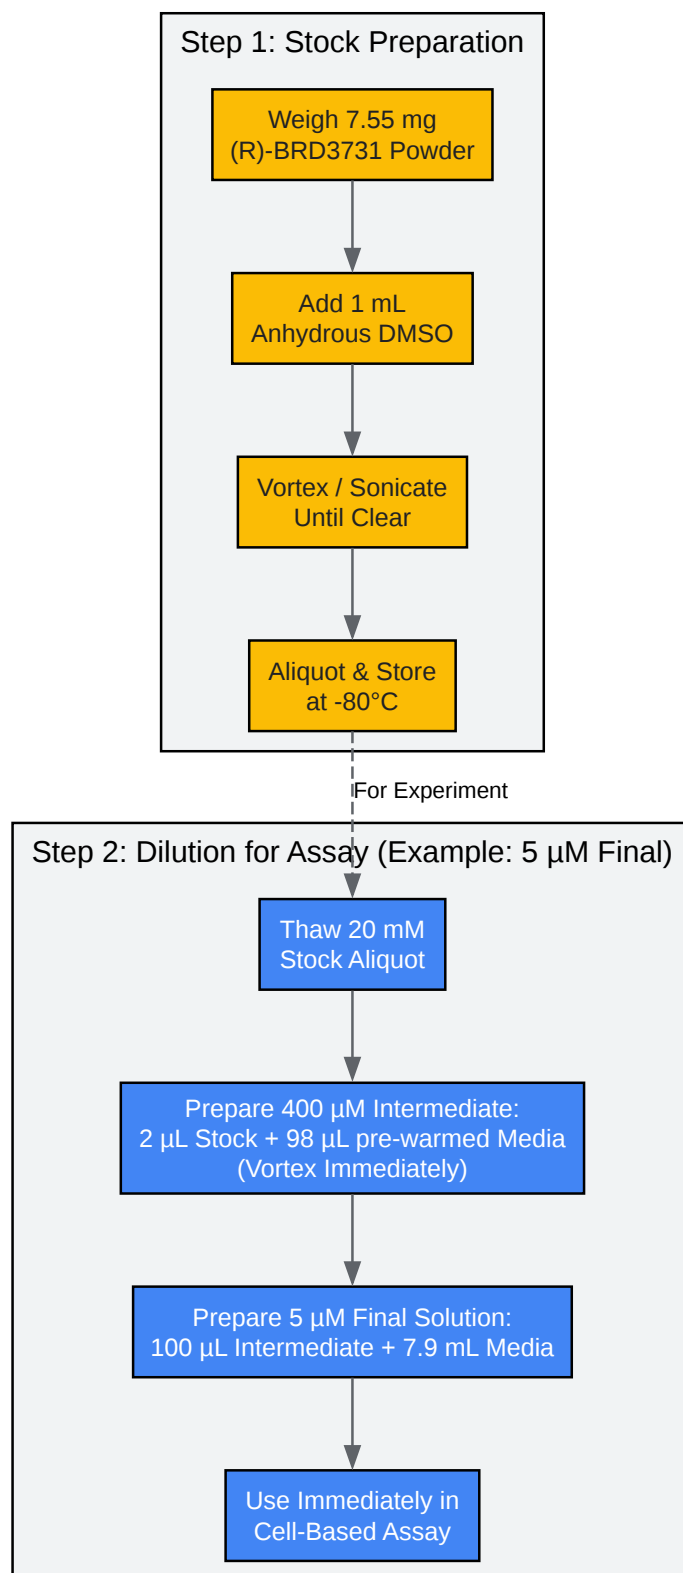 Step 1: Stock Preparation
Weigh 7.55 mg
(R)-BRD3731 Powder
Add 1 mL
Anhydrous DMSO
Vortex / Sonicate
Until Clear
Aliquot & Store
at -80°C
For Experiment
Step 2: Dilution for Assay (Example: 5 µM Final)
Thaw 20 mM
Stock Aliquot
Prepare 400 µM Intermediate:
2 µL Stock + 98 µL pre-warmed Media
(Vortex Immediately)
Prepare 5 µM Final Solution:
100 µL Intermediate + 7.9 mL Media
Use Immediately in
Cell-Based Assay